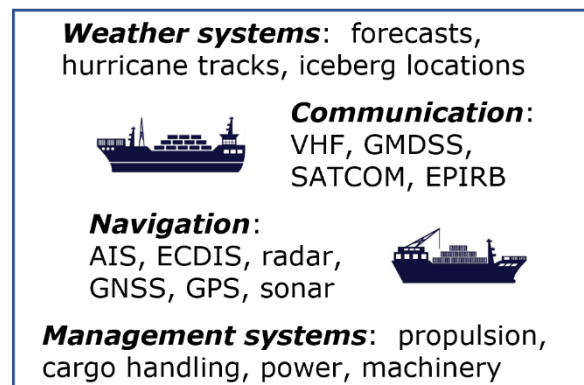 Weather systems: forecasts,
hurricane tracks, iceberg locations
Communication:
VHF, GMDSS,
SATCOM, EPIRB
Navigation:
AIS, ECDIS, radar,
GNSS, GPS, sonar
Management systems: propulsion,
cargo handling, power, machinery